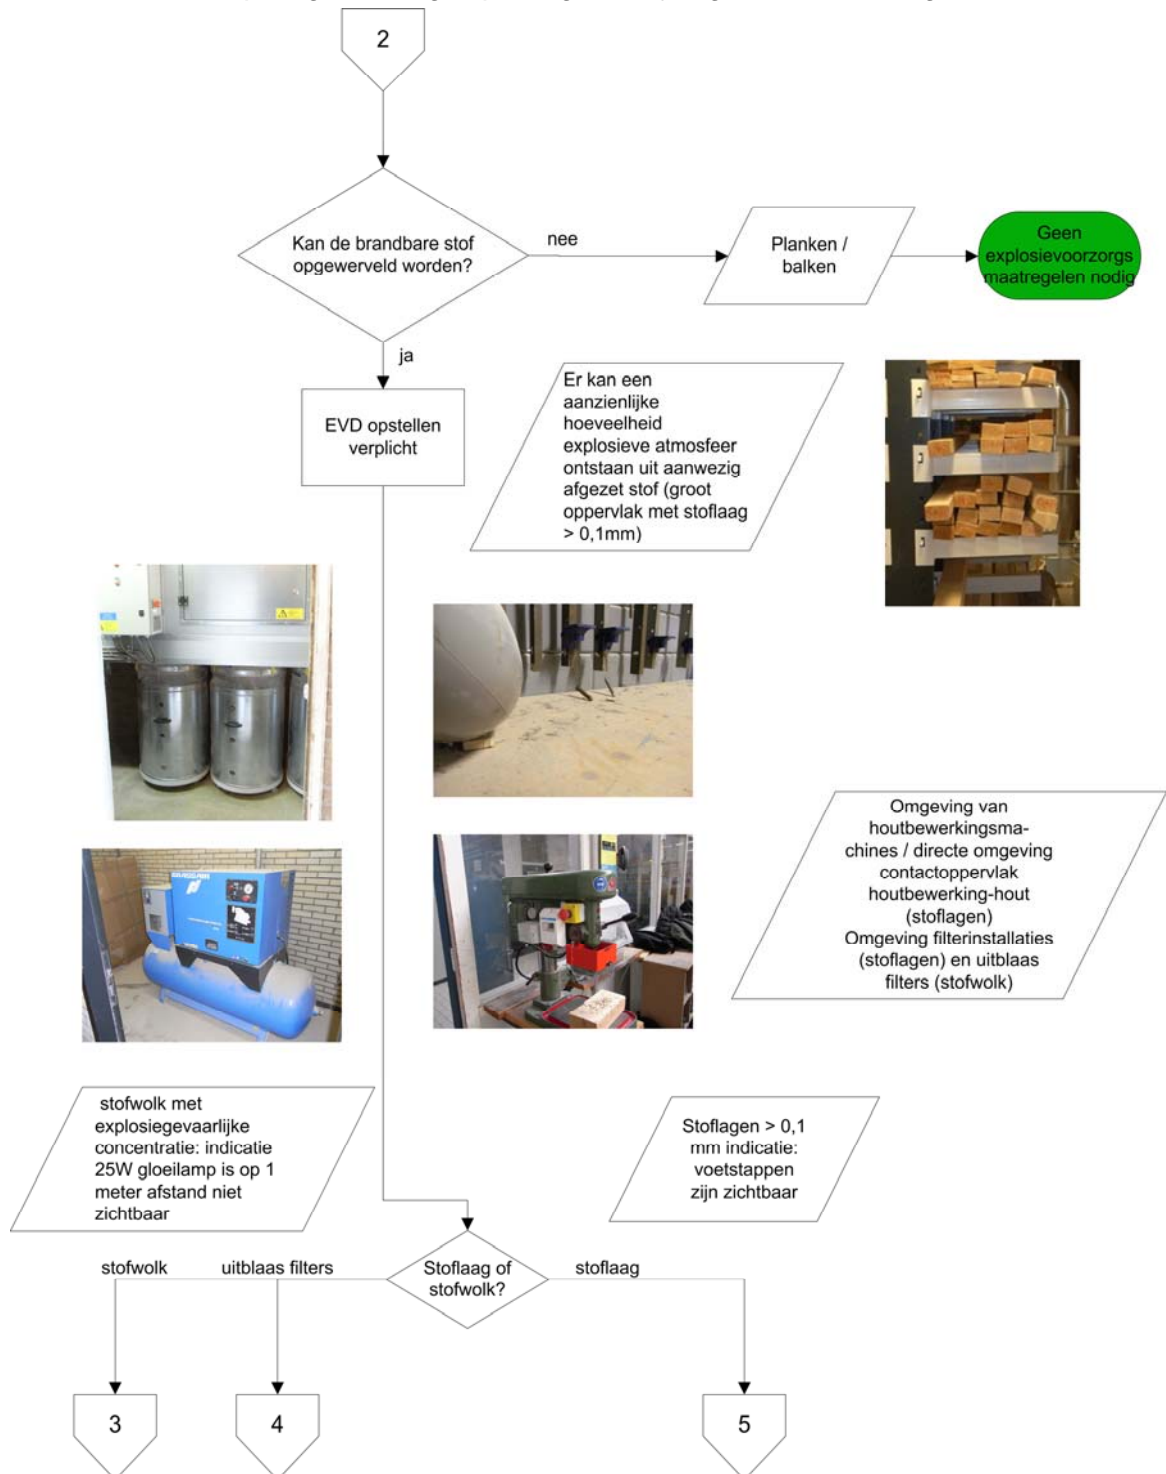 2
Kan de brandbare stof
opgewerveld worden?
nee
Planken /
balken
Geen
explosievoorzorgs
maatregelen nodig
ja
EVD opstellen
verplicht
Er kan een
aanzienlijke
hoeveelheid
explosieve atmosfeer
ontstaan uit aanwezig
afgezet stof (groot
oppervlak met stoflaag
> 0,1mm)
Omgeving van
houtbewerkingsma-
chines / directe omgeving
contactoppervlak
houtbewerking-hout
(stoflagen)
Omgeving filterinstallaties
(stoflagen) en uitblaas
filters (stofwolk)
stofwolk met
explosiegevaarlijke
concentratie: indicatie
25W gloeilamp is op 1
meter afstand niet
zichtbaar
Stoflagen > 0,1
mm indicatie:
voetstappen
zijn zichtbaar
Stoflaag of
stofwolk?
stofwolk
uitblaas filters
stoflaag
3
4
5